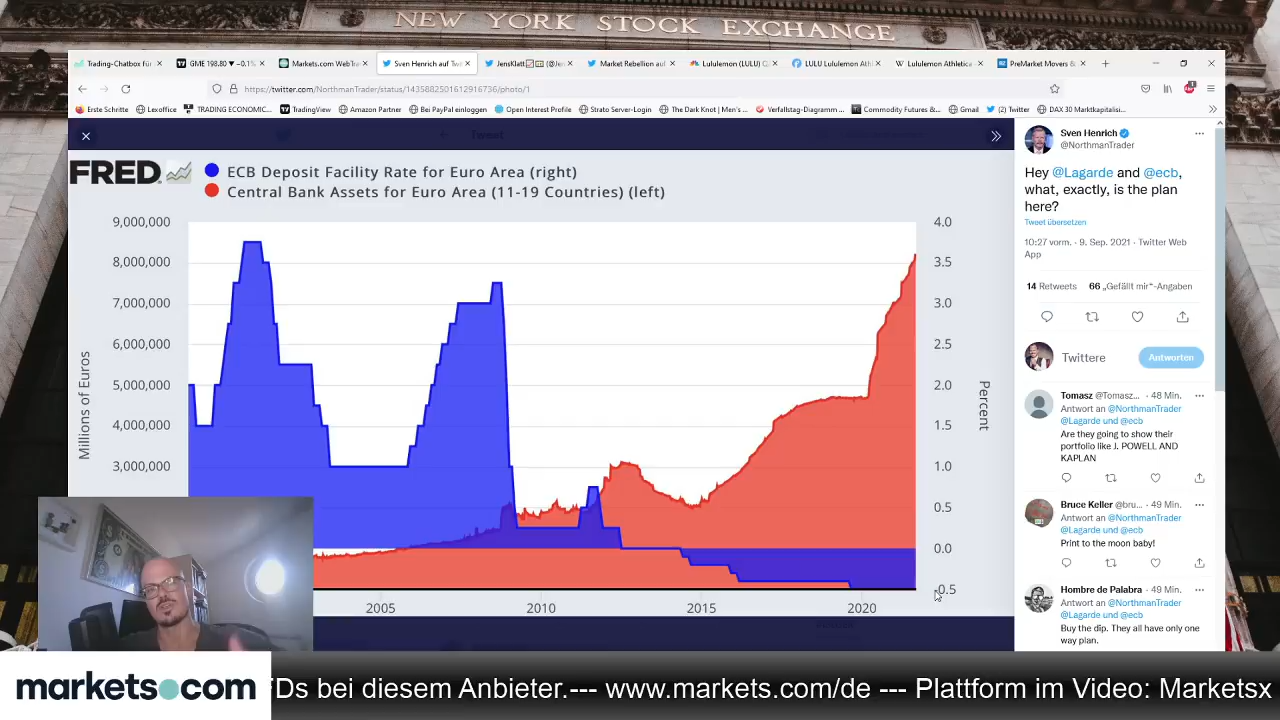 NEW YORK STOCK EXCHANGE
Trading-Chatbox für
GME 198.80 ▼ −0.1%
Markets.com WebTra
Sven Henrich auf Twi
JensKlatt
Market Rebellion auf
Lululemon (LULU) Q
LULU Lululemon Ath
Lululemon Athletica
PreMarket Movers &
https://twitter.com/NorthmanTrader/status/1435882501612916736/photo/1
Erste Schritte
Lexoffice
TRADING ECONOMIC...
TradingView
Amazon Partner
Bei PayPal einloggen
Open Interest Profile
Strato Server-Login
The Dark Knot | Men's ...
Verfallstag-Diagramm ...
Commodity Futures &...
Gmail
(2) Twitter
DAX 30 Marktkapitalisi...
Tweet
FRED
ECB Deposit Facility Rate for Euro Area (right)
Central Bank Assets for Euro Area (11-19 Countries) (left)
9,000,000
8,000,000
7,000,000
6,000,000
5,000,000
4,000,000
3,000,000
Millions of Euros
4.0
3.5
3.0
2.5
2.0
1.5
1.0
0.5
0.0
-0.5
Percent
2005
2010
2015
2020
Sven Henrich
@NorthmanTrader
Hey @Lagarde and @ecb,
what, exactly, is the plan
here?
Tweet übersetzen
10:27 vorm. · 9. Sep. 2021 · Twitter Web
App
14 Retweets 66 „Gefällt mir“-Angaben
Twittere
Antworten
Tomasz @Tomasz... · 48 Min.
Antwort an @NorthmanTrader
@Lagarde und @ecb
Are they going to show their
portfolio like J. POWELL AND
KAPLAN
Bruce Keller @bru... · 49 Min.
Antwort an @NorthmanTrader
@Lagarde und @ecb
Print to the moon baby!
Hombre de Palabra · 49 Min.
Antwort an @NorthmanTrader
@Lagarde und @ecb
Buy the dip. They all have only one
way plan.
markets.com
FDs bei diesem Anbieter.--- www.markets.com/de --- Plattform im Video: Marketsx